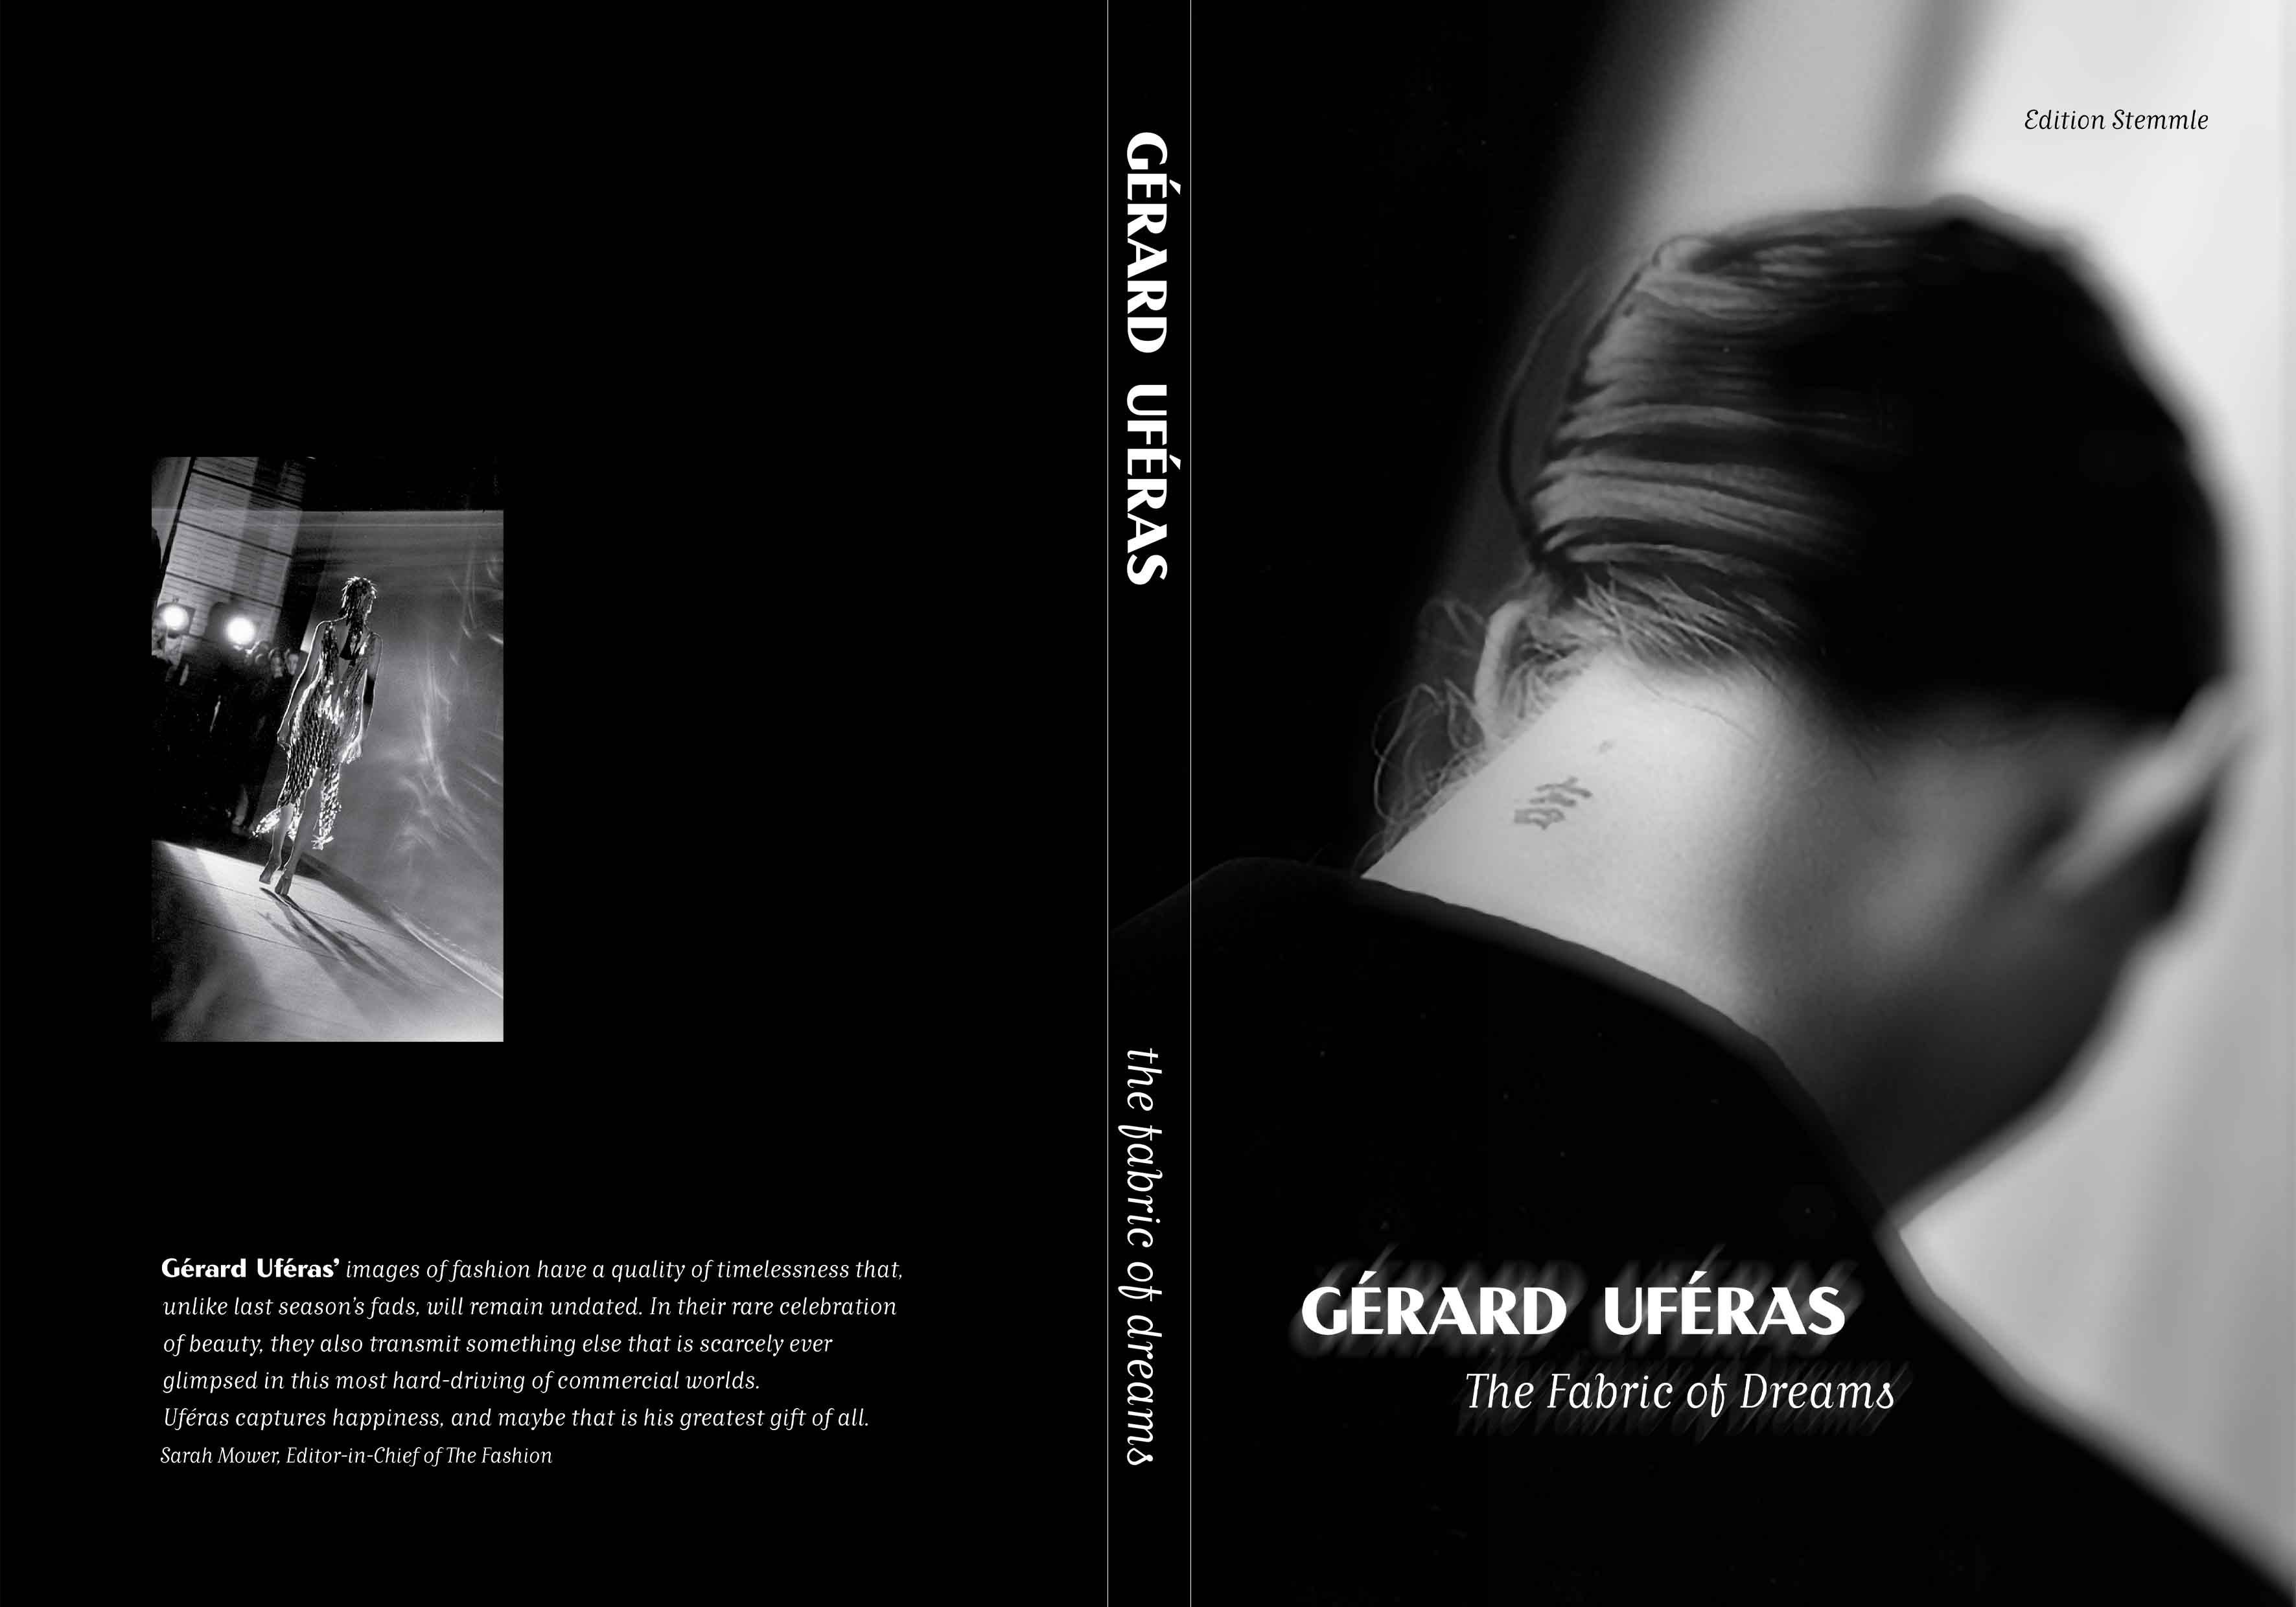 Gérard Uféras’ images of fashion have a quality of timelessness that,
unlike last season’s fads, will remain undated. In their rare celebration
of beauty, they also transmit something else that is scarcely ever
glimpsed in this most hard-driving of commercial worlds.
Uféras captures happiness, and maybe that is his greatest gift of all.
Sarah Mower, Editor-in-Chief of The Fashion
GÉRARD UFÉRAS
the fabric of dreams
Edition Stemmle
GÉRARD UFÉRAS
The Fabric of Dreams